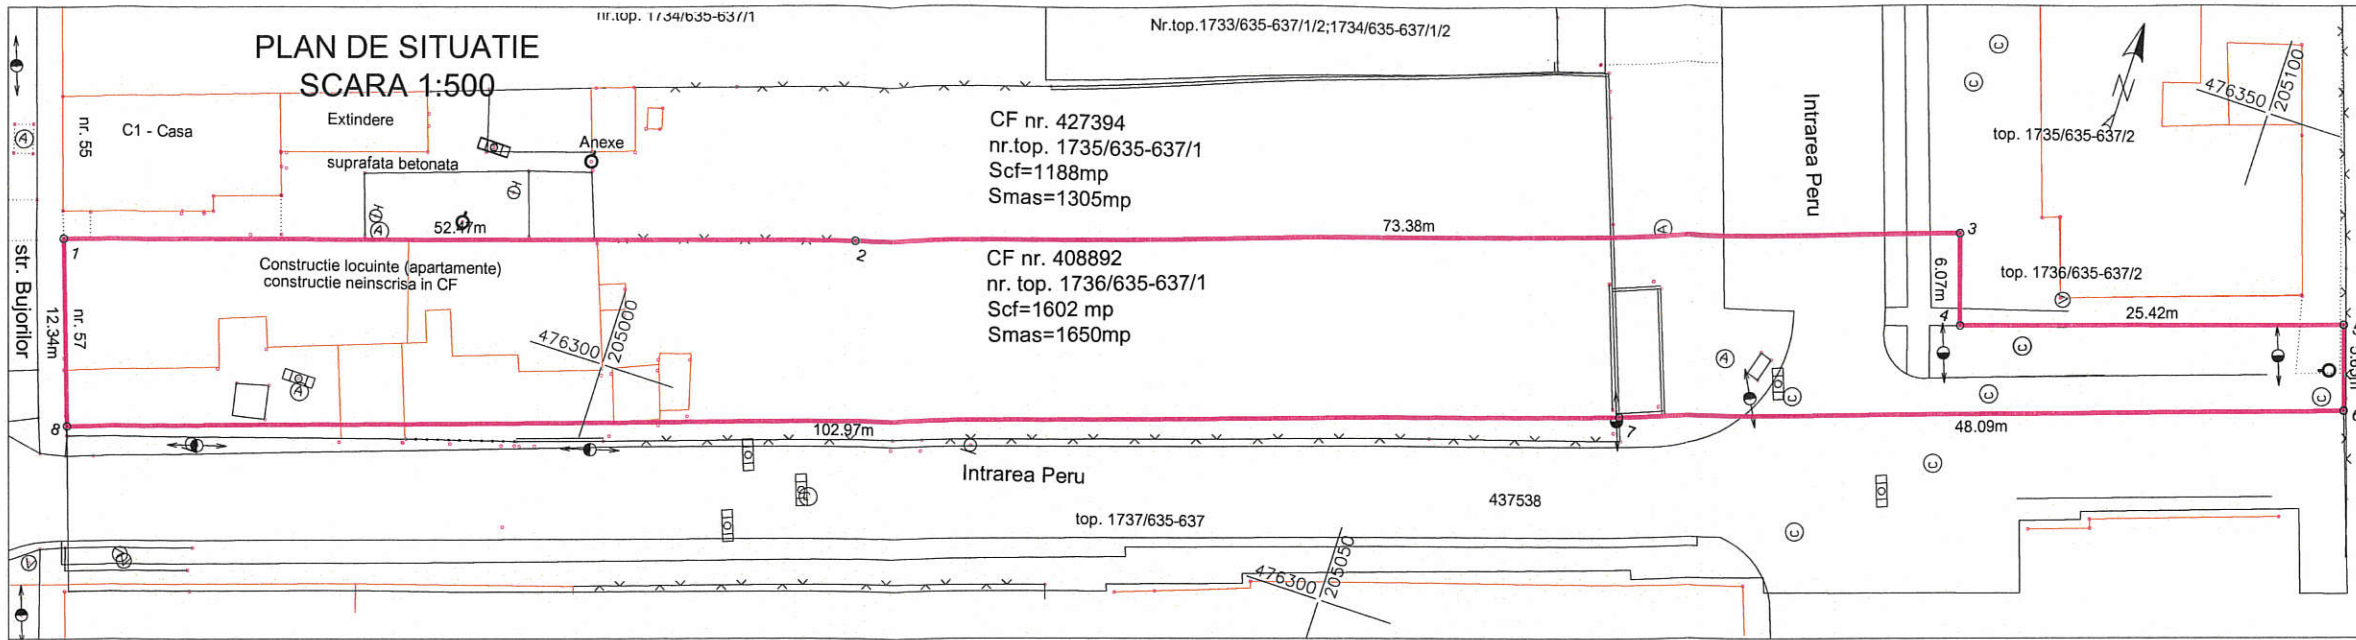 nr.top. 1734/635-637/1
Nr.top.1733/635-637/1/2;1734/635-637/1/2
PLAN DE SITUATIE
SCARA 1:500
nr. 55
C1 - Casa
Extindere
Anexe
suprafata betonata
CF nr. 427394
nr.top. 1735/635-637/1
Scf=1188mp
Smas=1305mp
Intrarea Peru
top. 1735/635-637/2
476350
205100
N
52.47m
73.38m
1
2
3
str. Bujorilor
12.34m
nr. 57
Constructie locuinte (apartamente)
constructie neinscrisa in CF
CF nr. 408892
nr. top. 1736/635-637/1
Scf=1602 mp
Smas=1650mp
6.07m
top. 1736/635-637/2
4
25.42m
5
476300
205000
8
102.97m
7
48.09m
6
Intrarea Peru
437538
top. 1737/635-637
476300
205050